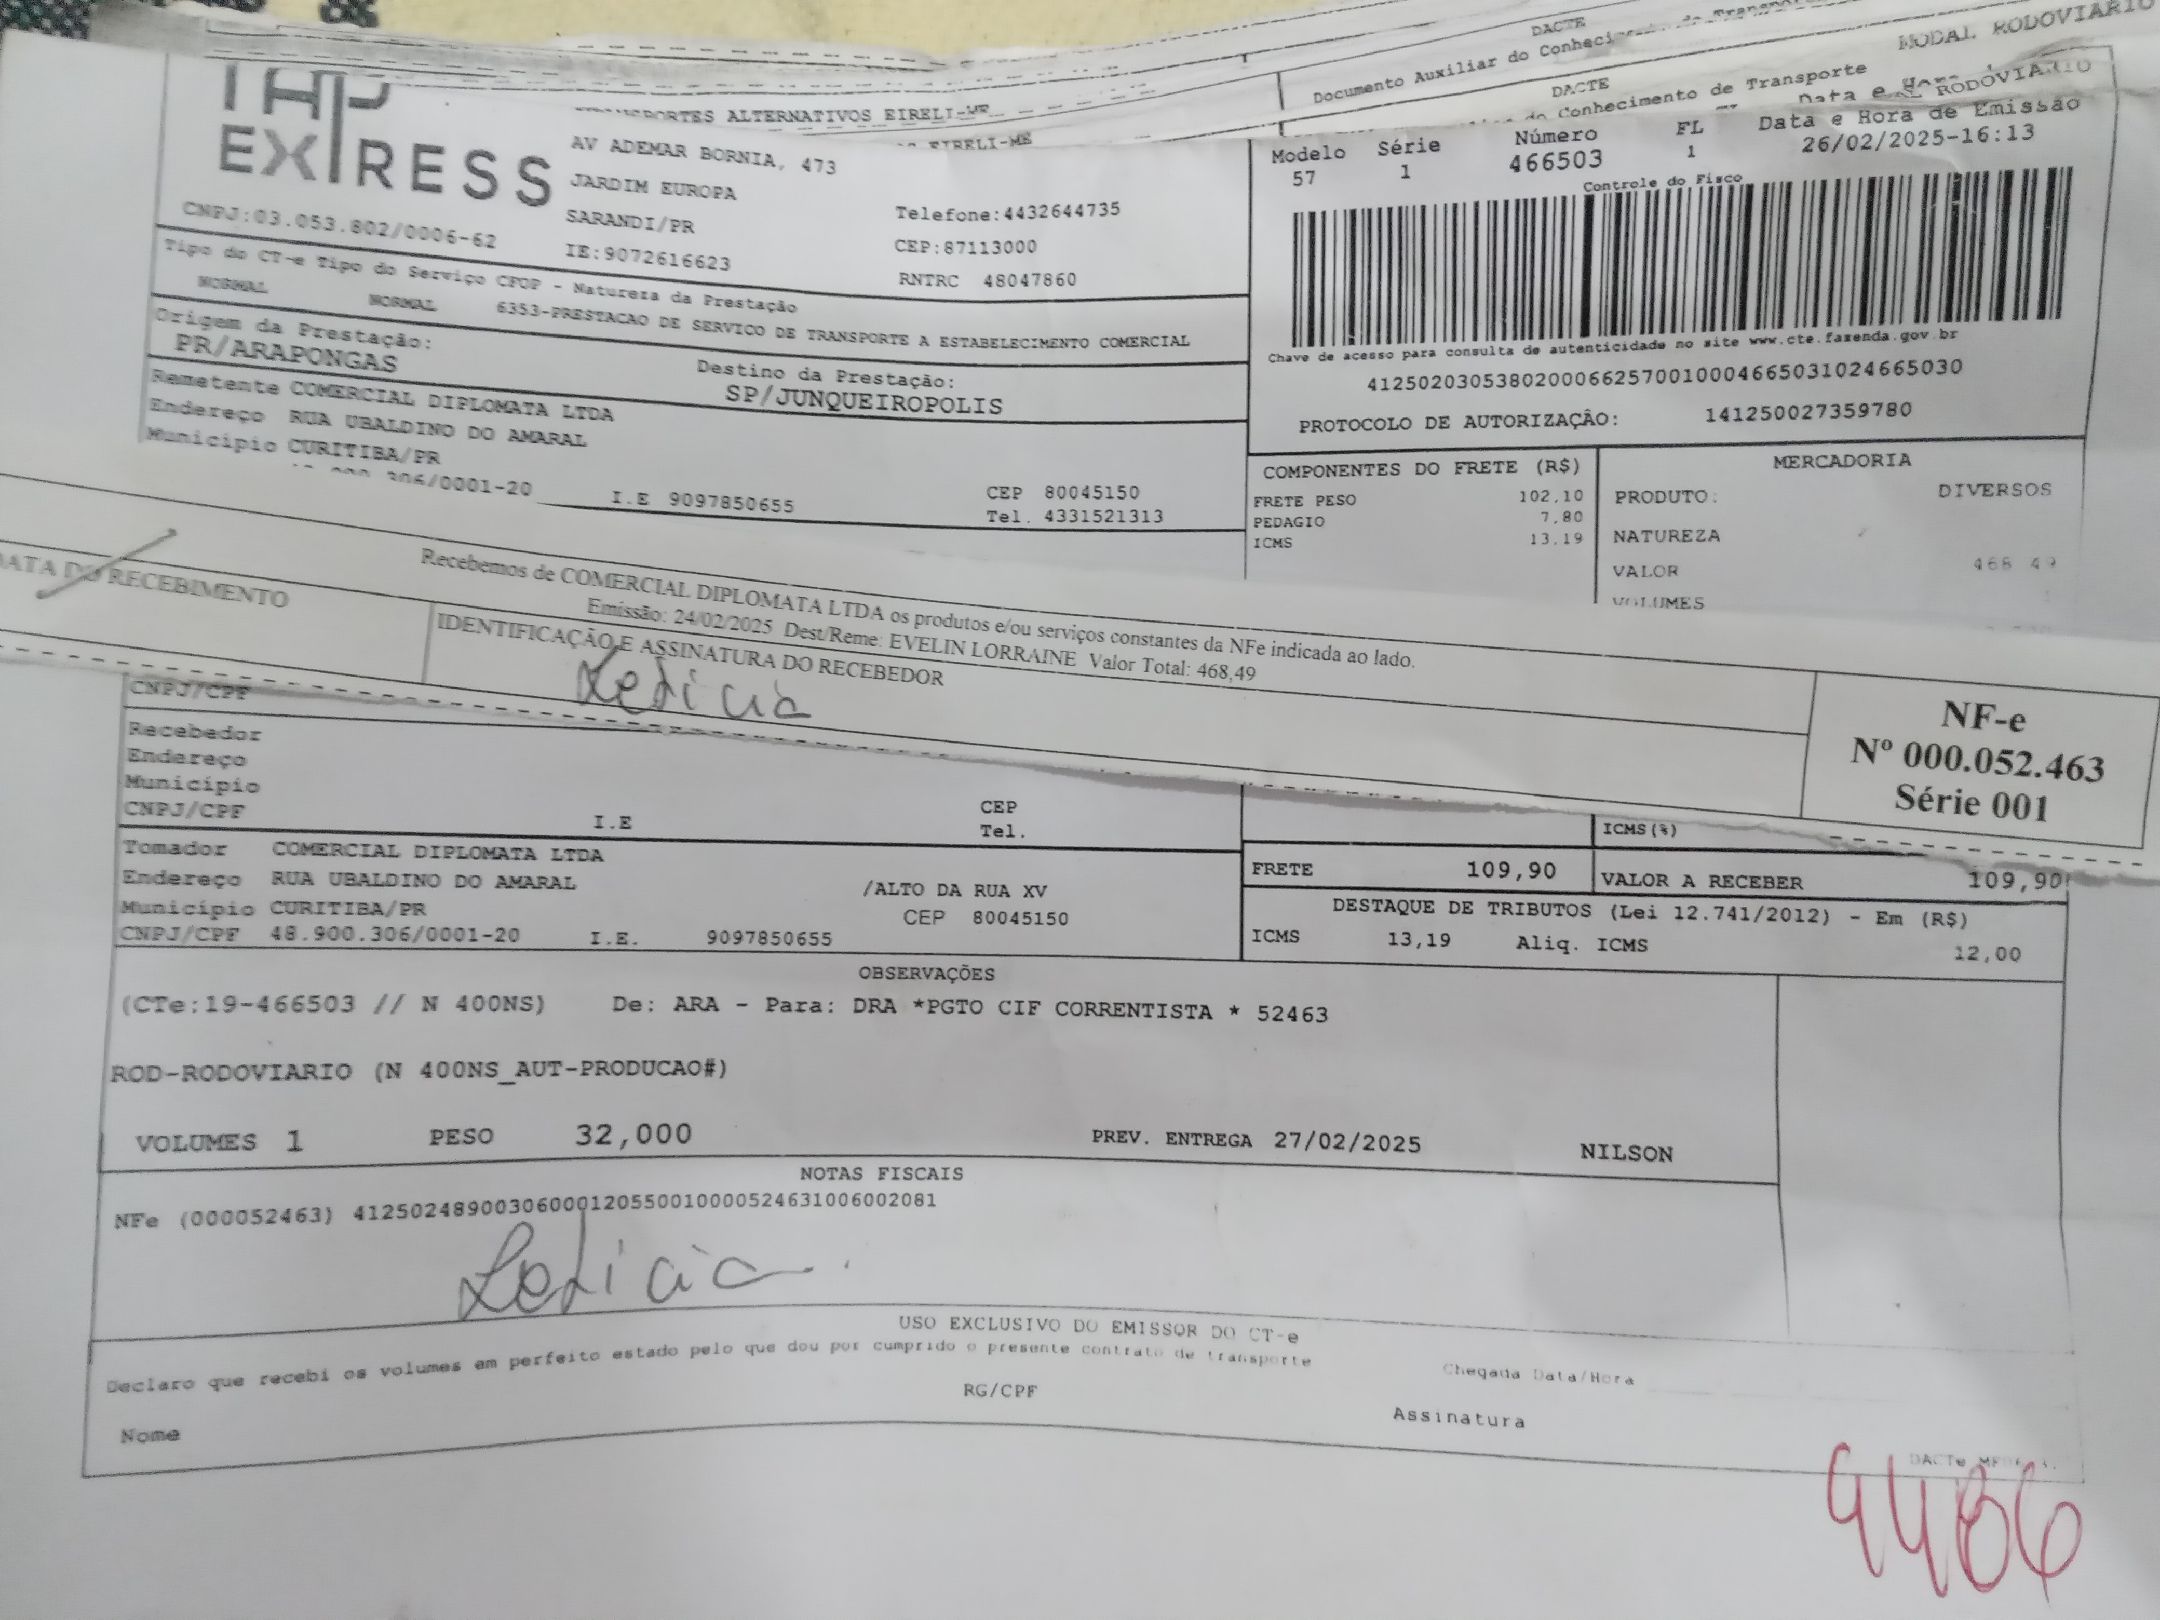 DACTE
Documento Auxiliar do Conheci
MODAL RODOVIARIO
DACTE
Conhecimento de Transporte
RODOVIARIO
TAP
EXPRESS
CNPJ:03.053.802/0006-62
TRANSPORTES ALTERNATIVOS EIRELI-ME
EIRELI-ME
AV ADEMAR BORNIA, 473
JARDIM EUROPA
SARANDI/PR
IE:9072616623
Telefone:4432644735
CEP:87113000
RNTRC 48047860
Modelo Série Número FL Data e Hora de Emissão
57 1 466503 1 26/02/2025-16:13
Controle do Fisco
Chave de acesso para consulta de autenticidade no site www.cte.fazenda.gov.br
41250203053802000662570010004665031024665030
PROTOCOLO DE AUTORIZAÇÂO: 141250027359780
Tipo do CT-e Tipo do Serviço CFOP - Natureza da Prestação
NORMAL NORMAL 6353-PRESTACAO DE SERVICO DE TRANSPORTE A ESTABELECIMENTO COMERCIAL
Origem da Prestação:
PR/ARAPONGAS
Destino da Prestação:
SP/JUNQUEIROPOLIS
Remetente COMERCIAL DIPLOMATA LTDA
Endereço RUA UBALDINO DO AMARAL
Município CURITIBA/PR
306/0001-20 I.E 9097850655
CEP 80045150
Tel. 4331521313
COMPONENTES DO FRETE (R$)
FRETE PESO 102,10
PEDAGIO 7,80
ICMS 13,19
MERCADORIA
PRODUTO: DIVERSOS
NATUREZA
VALOR 468,49
VOLUMES
Recebemos de COMERCIAL DIPLOMATA LTDA os produtos e/ou serviços constantes da NFe indicada ao lado.
Emissão: 24/02/2025 Dest/Reme: EVELIN LORRAINE Valor Total: 468,49
DATA DO RECEBIMENTO
IDENTIFICAÇÃO E ASSINATURA DO RECEBEDOR
Leticia
NF-e
Nº 000.052.463
Série 001
CNPJ/CPF
Recebedor
Endereço
Município
CNPJ/CPF I.E
CEP
Tel.
ICMS(%)
Tomador COMERCIAL DIPLOMATA LTDA
Endereço RUA UBALDINO DO AMARAL /ALTO DA RUA XV
Município CURITIBA/PR CEP 80045150
CNPJ/CPF 48.900.306/0001-20 I.E. 9097850655
FRETE 109,90 VALOR A RECEBER 109,90
DESTAQUE DE TRIBUTOS (Lei 12.741/2012) - Em (R$)
ICMS 13,19 Aliq. ICMS 12,00
OBSERVAÇÕES
(CTe:19-466503 // N 400NS) De: ARA - Para: DRA *PGTO CIF CORRENTISTA * 52463
ROD-RODOVIARIO (N 400NS_AUT-PRODUCAO#)
VOLUMES 1 PESO 32,000 PREV. ENTREGA 27/02/2025 NILSON
NOTAS FISCAIS
NFe (000052463) 41250248900306000120550010000524631006002081
Leticia
USO EXCLUSIVO DO EMISSOR DO CT-e
Declaro que recebi os volumes em perfeito estado pelo que dou por cumprido o presente contrato de transporte
Chegada Data/Hora
RG/CPF
Assinatura
Nome
DACTe